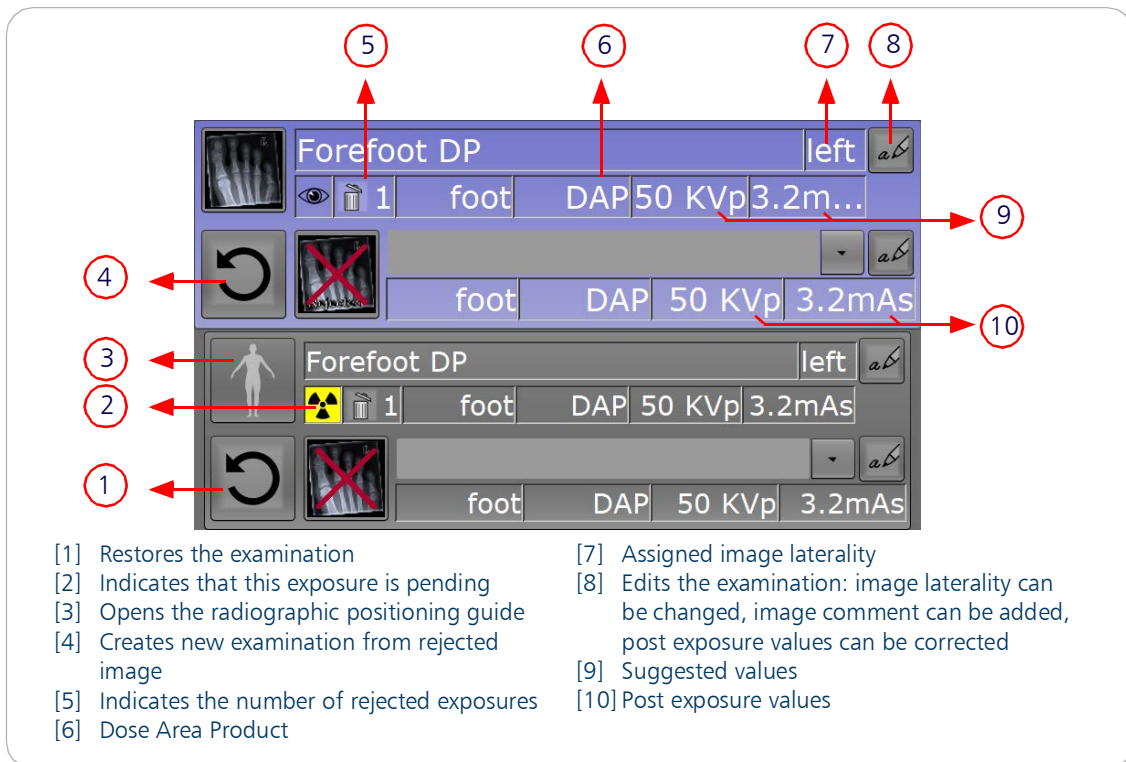 5 6 7 8
Forefoot DP left
1 foot DAP 50 KVp 3.2m...
9
4
foot DAP 50 KVp 3.2mAs
10
3
Forefoot DP left
2
1 foot DAP 50 KVp 3.2mAs
1
foot DAP 50 KVp 3.2mAs
[1] Restores the examination
[2] Indicates that this exposure is pending
[3] Opens the radiographic positioning guide
[4] Creates new examination from rejected
image
[5] Indicates the number of rejected exposures
[6] Dose Area Product
[7] Assigned image laterality
[8] Edits the examination: image laterality can
be changed, image comment can be added,
post exposure values can be corrected
[9] Suggested values
[10] Post exposure values